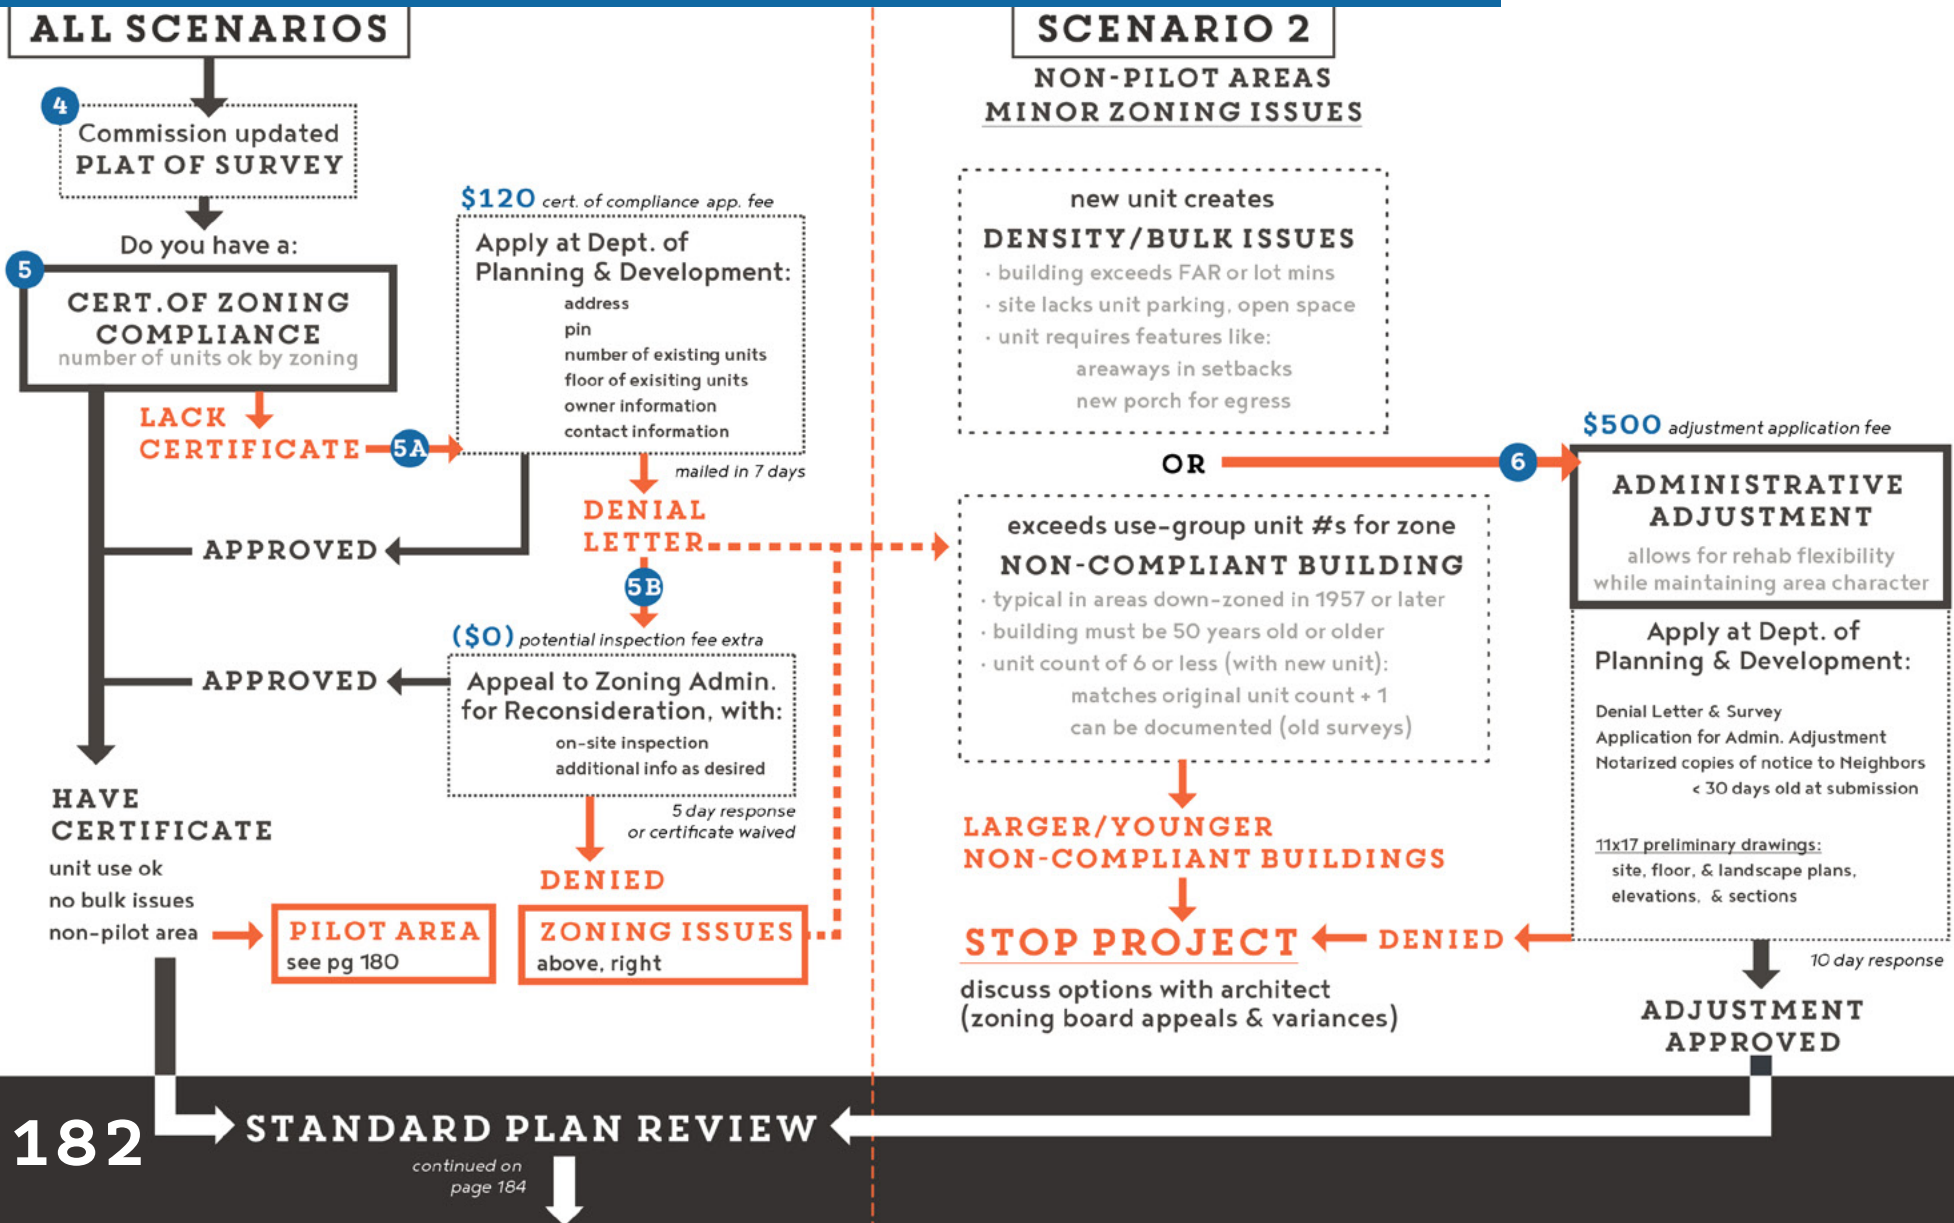 ALL SCENARIOS
4
Commission updated
PLAT OF SURVEY
Do you have a:
5
CERT.OF ZONING
COMPLIANCE
number of units ok by zoning
LACK
CERTIFICATE
5A
$120 cert. of compliance app. fee
Apply at Dept. of
Planning & Development:
address
pin
number of existing units
floor of exisiting units
owner information
contact information
mailed in 7 days
DENIAL
LETTER
APPROVED
5B
($0) potential inspection fee extra
Appeal to Zoning Admin.
for Reconsideration, with:
on-site inspection
additional info as desired
APPROVED
5 day response
or certificate waived
DENIED
ZONING ISSUES
above, right
HAVE
CERTIFICATE
unit use ok
no bulk issues
non-pilot area
PILOT AREA
see pg 180
SCENARIO 2
NON-PILOT AREAS
MINOR ZONING ISSUES
new unit creates
DENSITY/BULK ISSUES
· building exceeds FAR or lot mins
· site lacks unit parking, open space
· unit requires features like:
areaways in setbacks
new porch for egress
OR
6
exceeds use-group unit #s for zone
NON-COMPLIANT BUILDING
· typical in areas down-zoned in 1957 or later
· building must be 50 years old or older
· unit count of 6 or less (with new unit):
matches original unit count + 1
can be documented (old surveys)
LARGER/YOUNGER
NON-COMPLIANT BUILDINGS
STOP PROJECT
DENIED
discuss options with architect
(zoning board appeals & variances)
$500 adjustment application fee
ADMINISTRATIVE
ADJUSTMENT
allows for rehab flexibility
while maintaining area character
Apply at Dept. of
Planning & Development:
Denial Letter & Survey
Application for Admin. Adjustment
Notarized copies of notice to Neighbors
< 30 days old at submission
11x17 preliminary drawings:
site, floor, & landscape plans,
elevations, & sections
10 day response
ADJUSTMENT
APPROVED
182
STANDARD PLAN REVIEW
continued on
page 184